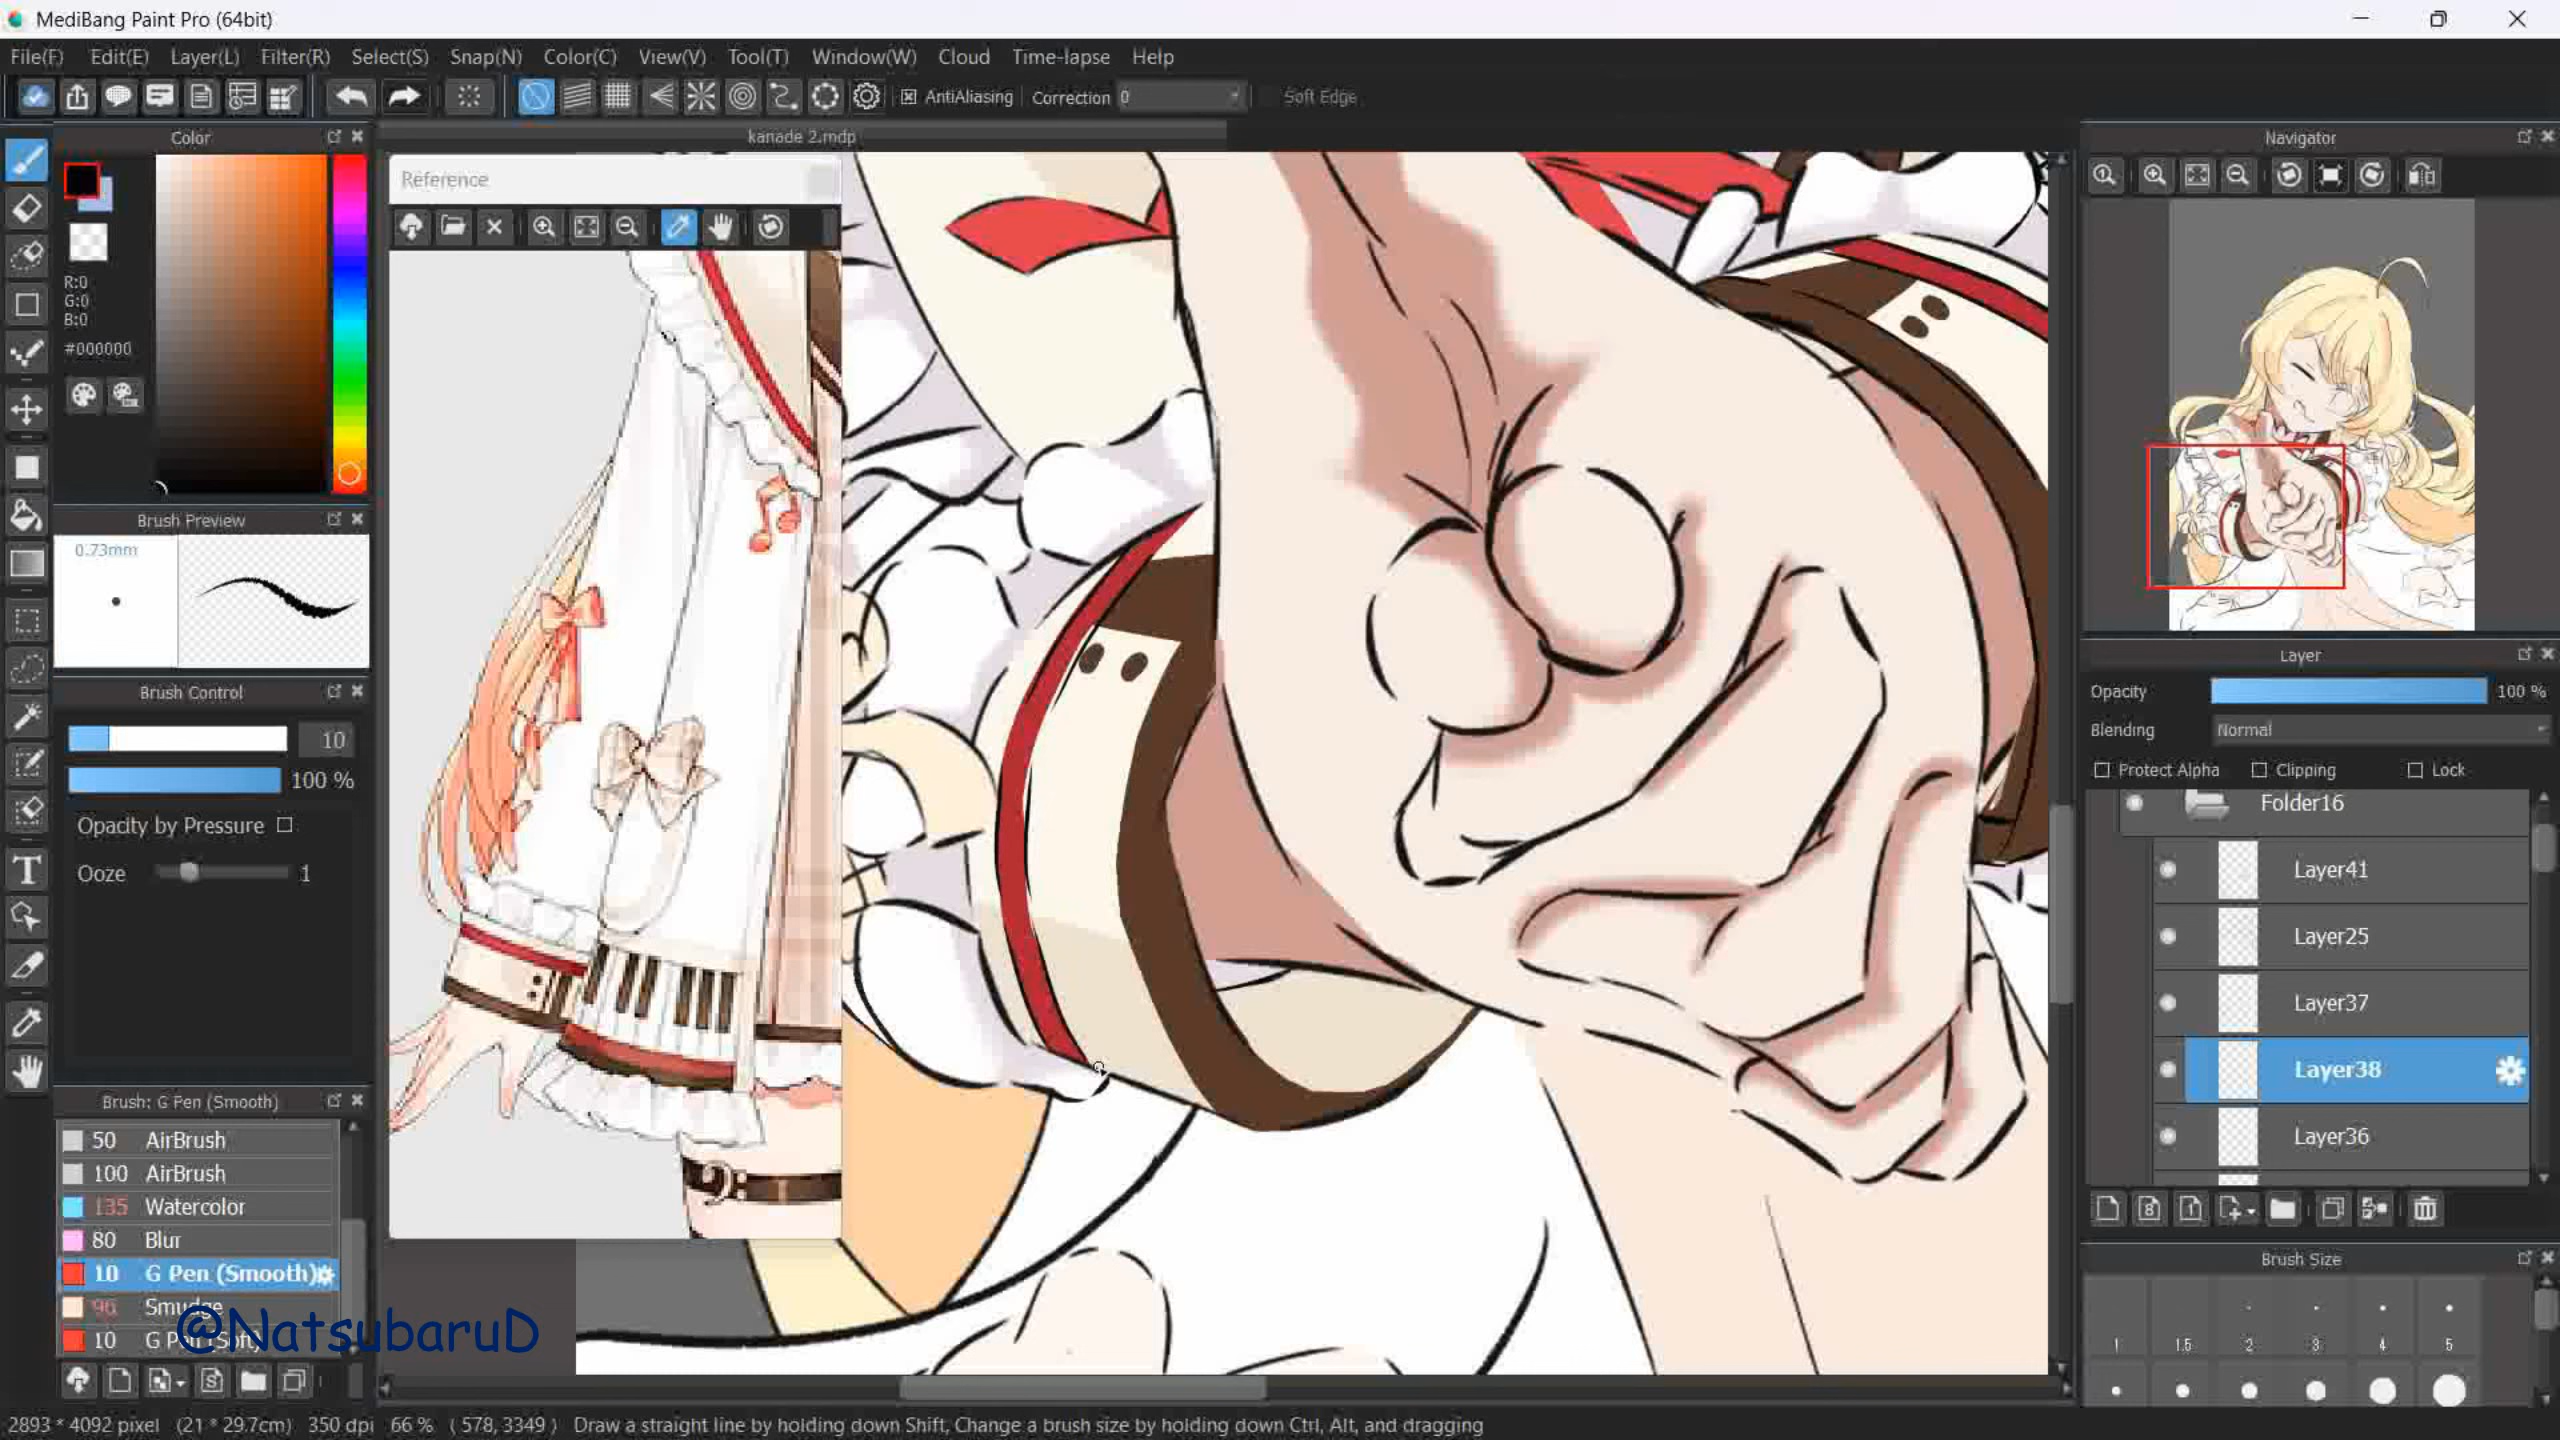 MediBang Paint Pro (64bit)
File(F) Edit(E) Layer(L) Filter(R) Select(S) Snap(N) Color(C) View(V) Tool(T) Window(W) Cloud Time-lapse Help
AntiAliasing Correction 0 Soft Edge
Color
kanade 2.mdp
Navigator
Reference
R:0
G:0
B:0
#000000
Brush Preview
0.73mm
Brush Control
10
100 %
Opacity by Pressure
Ooze 1
Layer
Opacity 100 %
Blending Normal
Protect Alpha Clipping Lock
Folder16
Layer41
Layer25
Layer37
Layer38
Layer36
Brush: G Pen (Smooth)
50 AirBrush
100 AirBrush
135 Watercolor
80 Blur
10 G Pen (Smooth)
96 Smudge
10 G Pen (Soft)
@NatsubaruD
Brush Size
1 1.5 2 3 4 5
2893 * 4092 pixel (21 * 29.7cm) 350 dpi 66 % ( 578, 3349 ) Draw a straight line by holding down Shift, Change a brush size by holding down Ctrl, Alt, and dragging